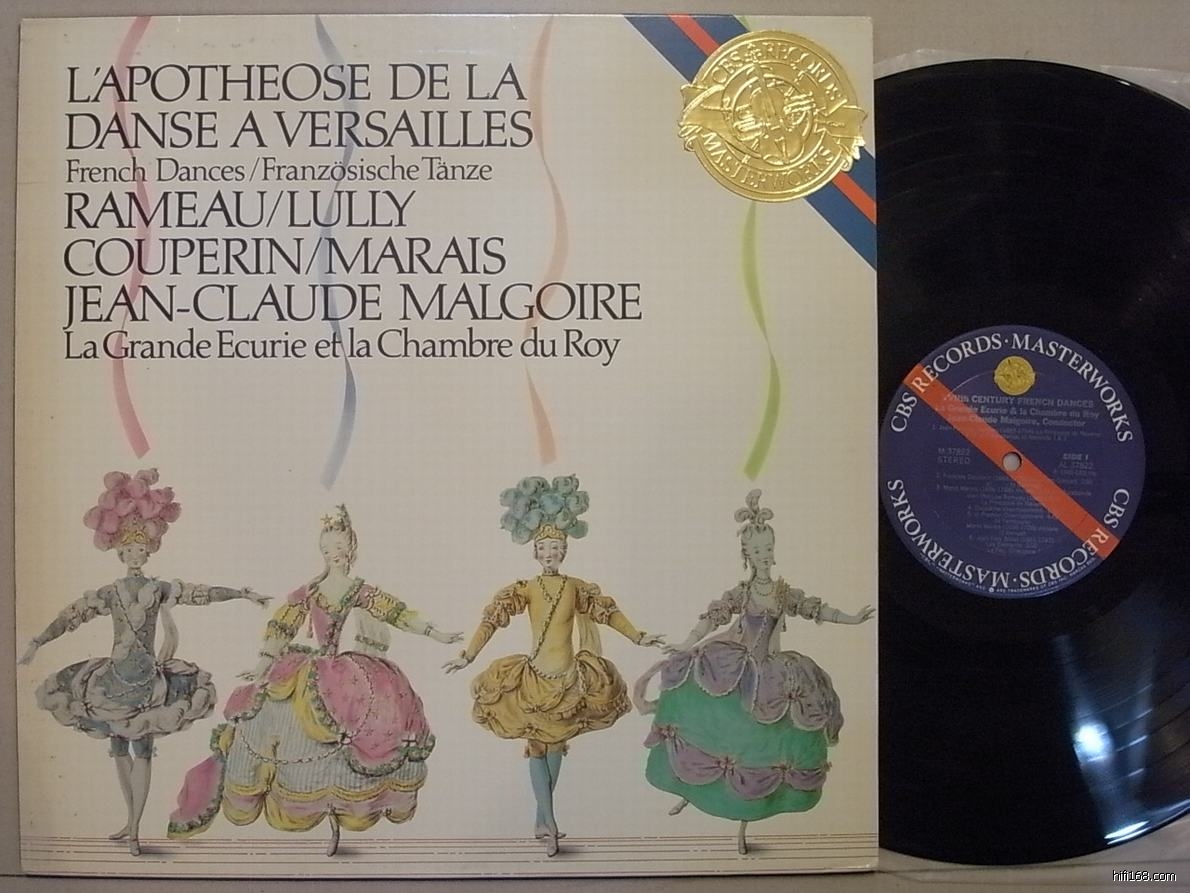 L'APOTHEOSE DE LA
DANSE A VERSAILLES
French Dances/Französische Tänze
RAMEAU/LULLY
COUPERIN/MARAIS
JEAN-CLAUDE MALGOIRE
La Grande Ecurie et la Chambre du Roy
CBS RECORDS
MASTERWORKS
CBS RECORDS · MASTERWORKS
CENTURY FRENCH DANCES
La Grande Ecurie & la Chambre du Roy
Jean-Claude Malgoire, Conductor
M 37822
STEREO
SIDE 1
AL 37822
CBS RECORDS · MASTERWORKS
hifi168.com